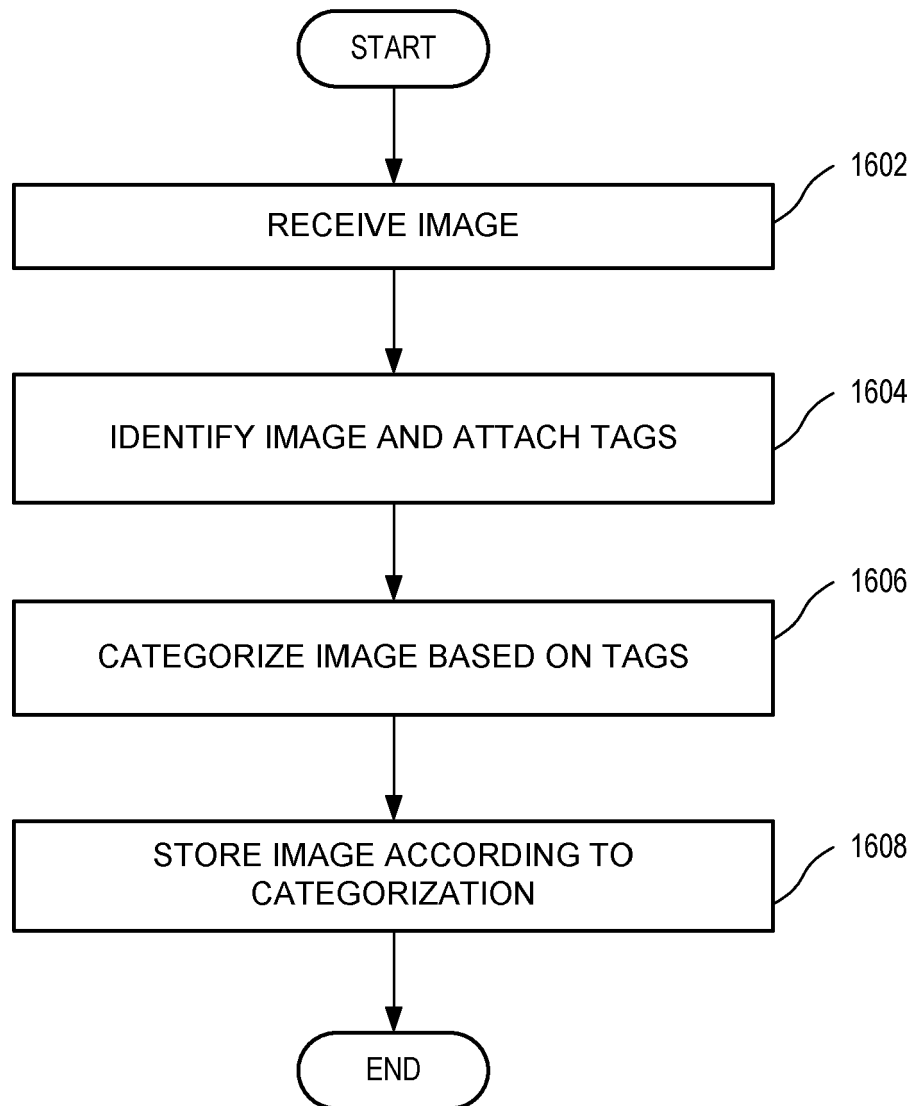 START
1602
RECEIVE IMAGE
1604
IDENTIFY IMAGE AND ATTACH TAGS
1606
CATEGORIZE IMAGE BASED ON TAGS
1608
STORE IMAGE ACCORDING TO
CATEGORIZATION
END